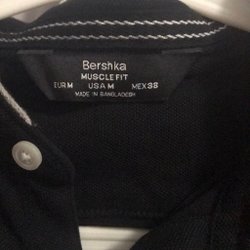 Bershka
MUSCLE FIT
EUR M USA M MEX 38
MADE IN BANGLADESH